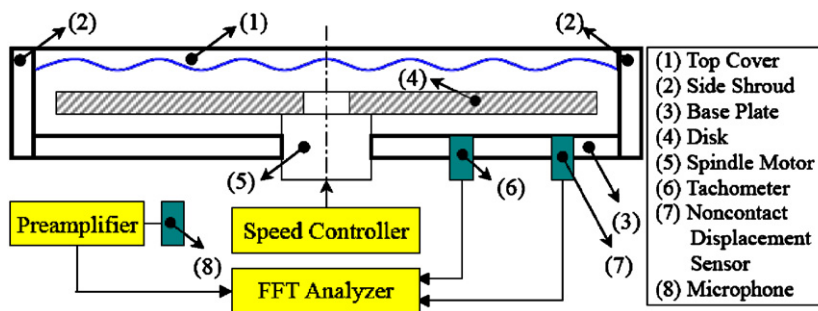 (2)
(1)
(2)
(4)
(5)
(6)
(3)
(7)
(8)
Preamplifier
Speed Controller
FFT Analyzer
(1) Top Cover
(2) Side Shroud
(3) Base Plate
(4) Disk
(5) Spindle Motor
(6) Tachometer
(7) Noncontact
Displacement
Sensor
(8) Microphone